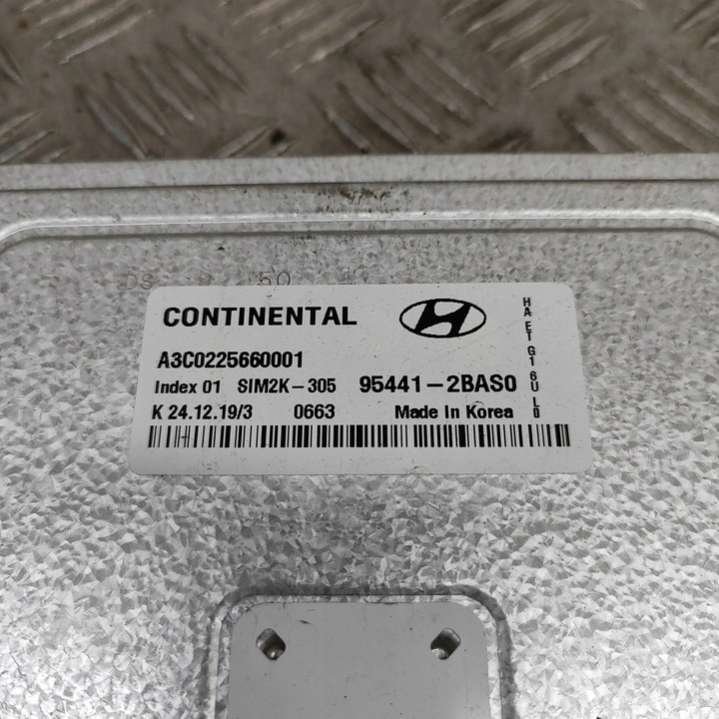 CONTINENTAL
A3C0225660001
Index 01 SIM2K-305 95441-2BAS0
K 24.12.19/3 0663 Made In Korea
HA ET G1 6U L0